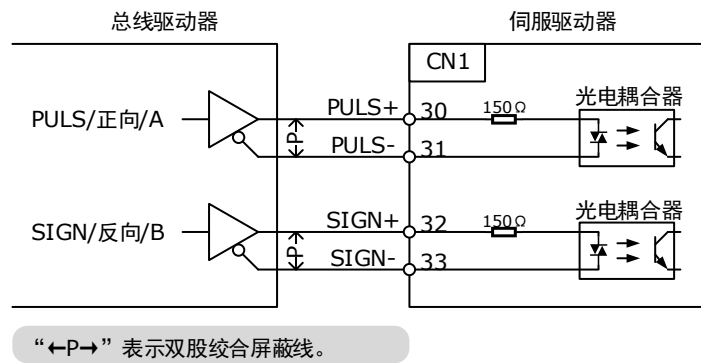 总线驱动器
伺服驱动器
CN1
PULS/正向/A
PULS+
30
150Ω
光电耦合器
←P→
PULS-
31
SIGN/反向/B
SIGN+
32
150Ω
光电耦合器
←P→
SIGN-
33
“←P→”表示双股绞合屏蔽线。